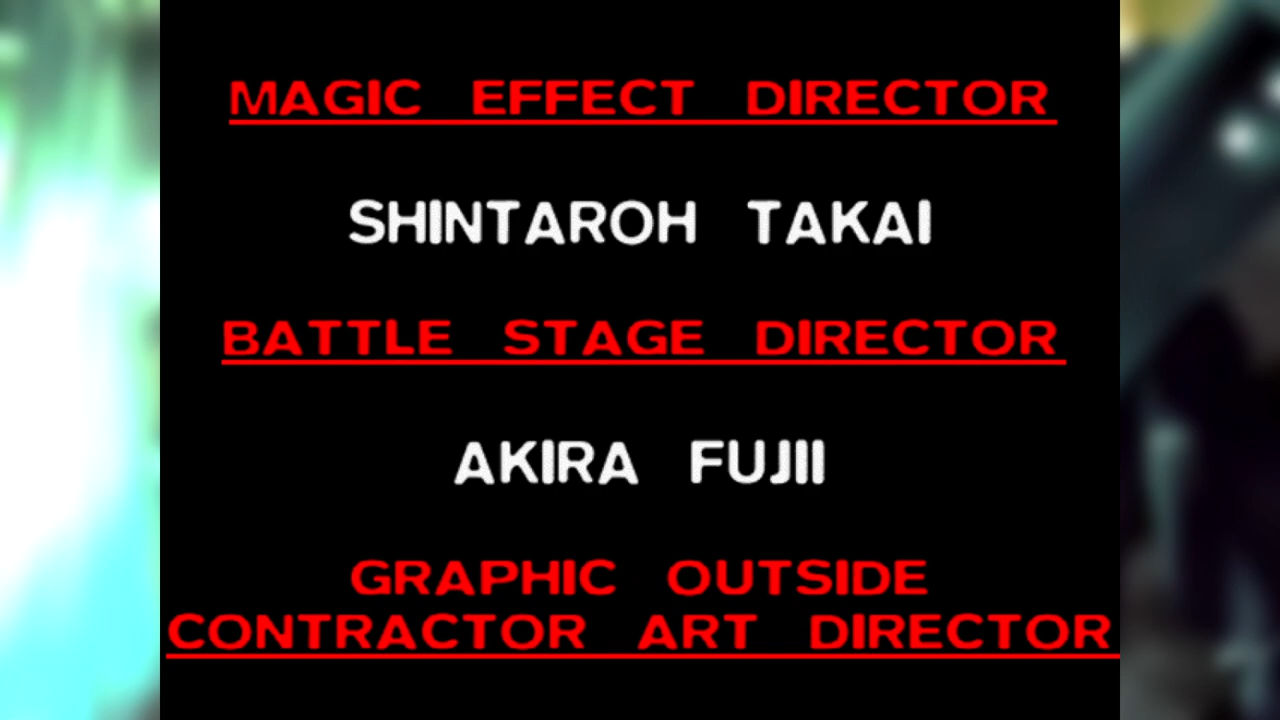 MAGIC EFFECT DIRECTOR
SHINTAROH TAKAI
BATTLE STAGE DIRECTOR
AKIRA FUJII
GRAPHIC OUTSIDE
CONTRACTOR ART DIRECTOR